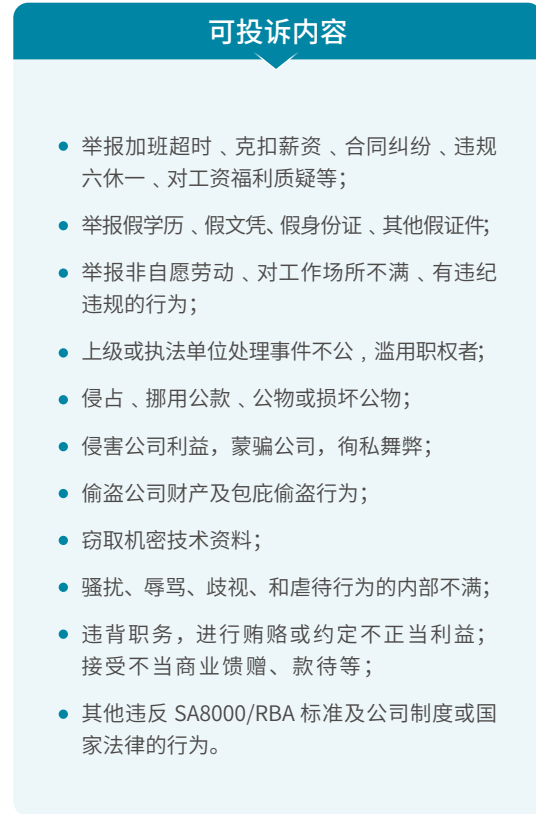 可投诉内容
举报加班超时、克扣薪资、合同纠纷、违规
六休一、对工资福利质疑等；
举报假学历、假文凭、假身份证、其他假证件;
举报非自愿劳动、对工作场所不满、有违纪
违规的行为；
上级或执法单位处理事件不公，滥用职权者;
侵占、挪用公款、公物或损坏公物；
侵害公司利益，蒙骗公司，徇私舞弊；
偷盗公司财产及包庇偷盗行为；
窃取机密技术资料；
骚扰、辱骂、歧视、和虐待行为的内部不满；
违背职务，进行贿赂或约定不正当利益；
接受不当商业馈赠、款待等；
其他违反 SA8000/RBA 标准及公司制度或国
家法律的行为。